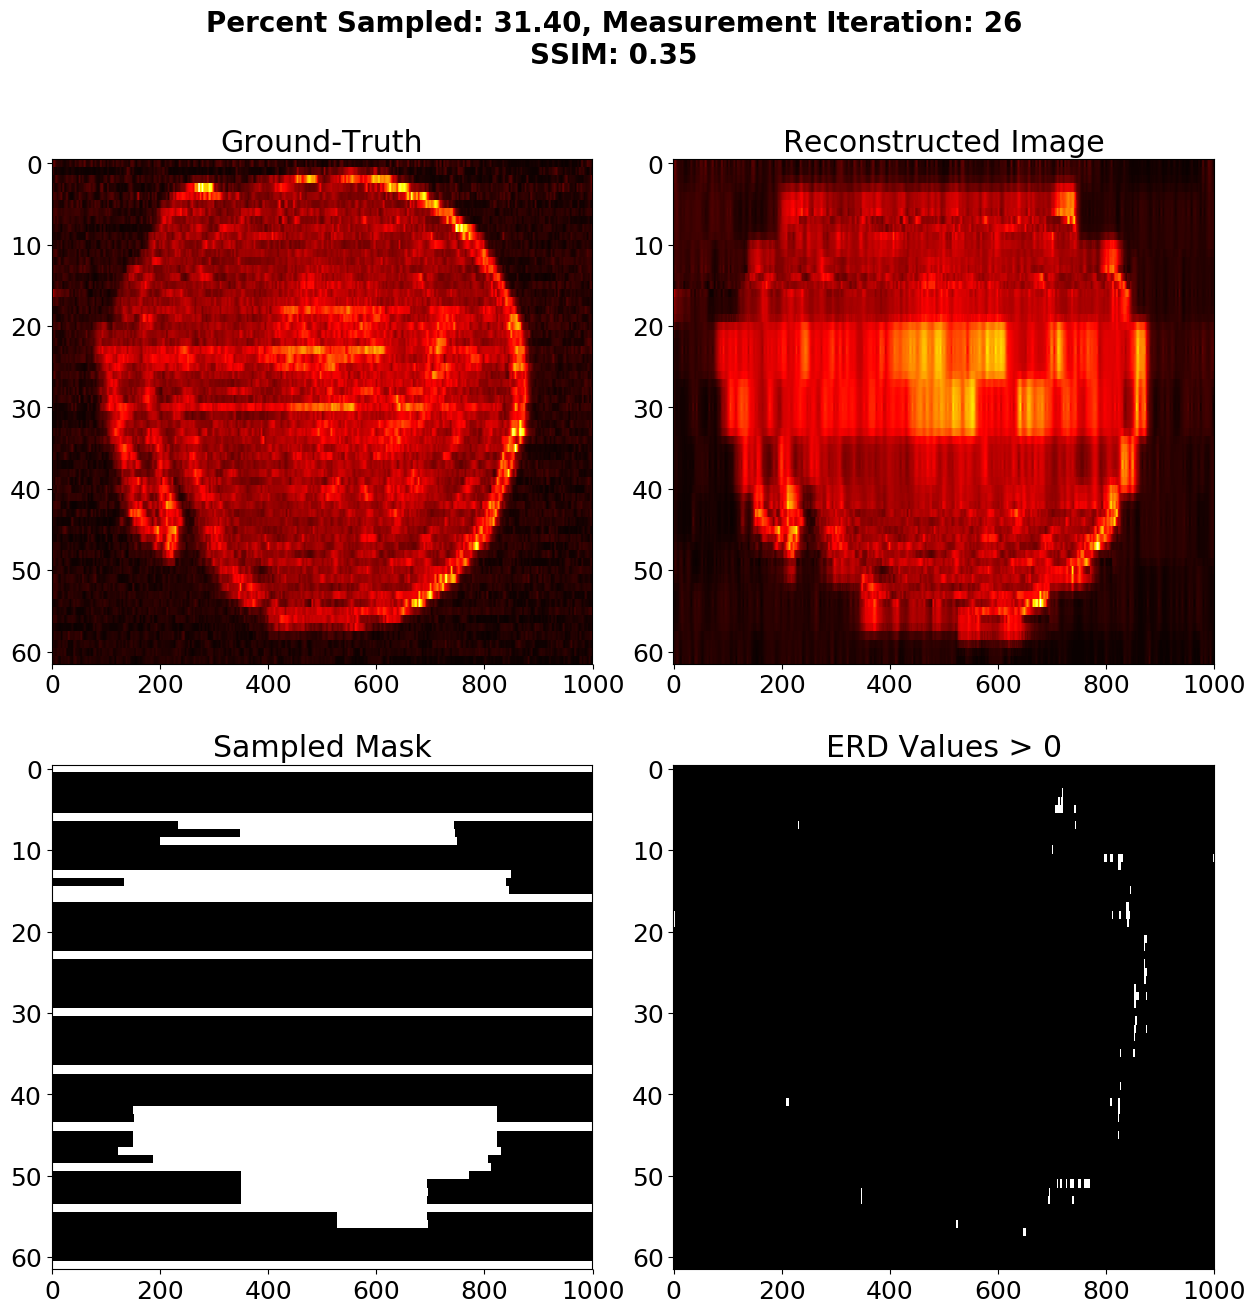 Percent Sampled: 31.40, Measurement Iteration: 26
SSIM: 0.35
Ground-Truth
0
10
20
30
40
50
60
0 200 400 600 800 1000
Reconstructed Image
0
10
20
30
40
50
60
0 200 400 600 800 1000
Sampled Mask
0
10
20
30
40
50
60
0 200 400 600 800 1000
ERD Values > 0
0
10
20
30
40
50
60
0 200 400 600 800 1000